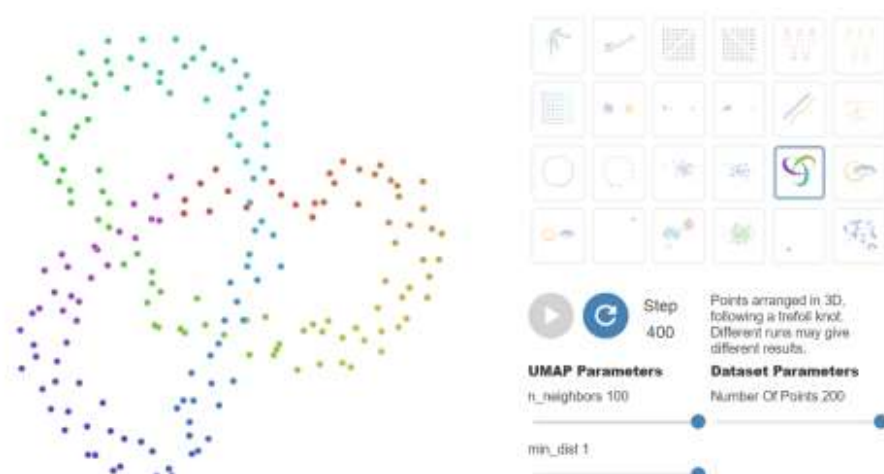 Step
400
Points arranged in 3D,
following a trefoil knot.
Different runs may give
different results.
UMAP Parameters
Dataset Parameters
n_neighbors 100
Number Of Points 200
min_dist 1